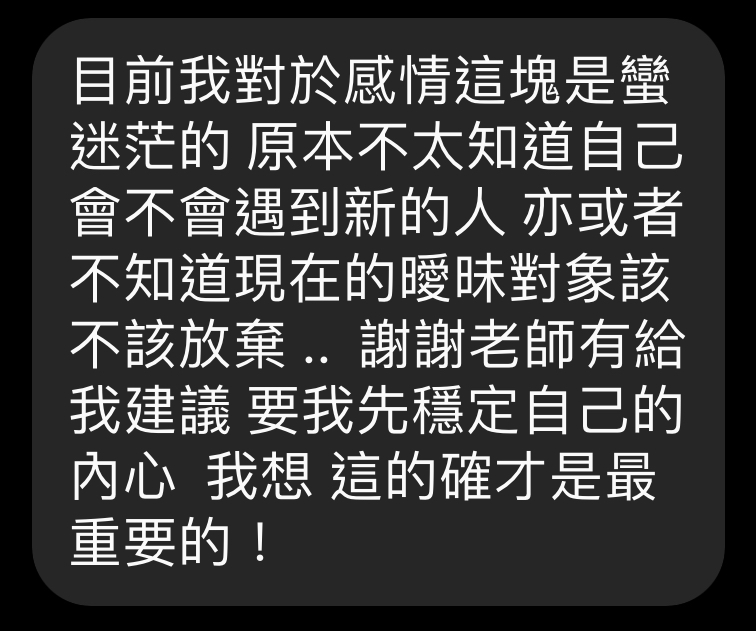 目前我對於感情這塊是蠻
迷茫的 原本不太知道自己
會不會遇到新的人 亦或者
不知道現在的曖昧對象該
不該放棄 ..  謝謝老師有給
我建議 要我先穩定自己的
內心  我想 這的確才是最
重要的！